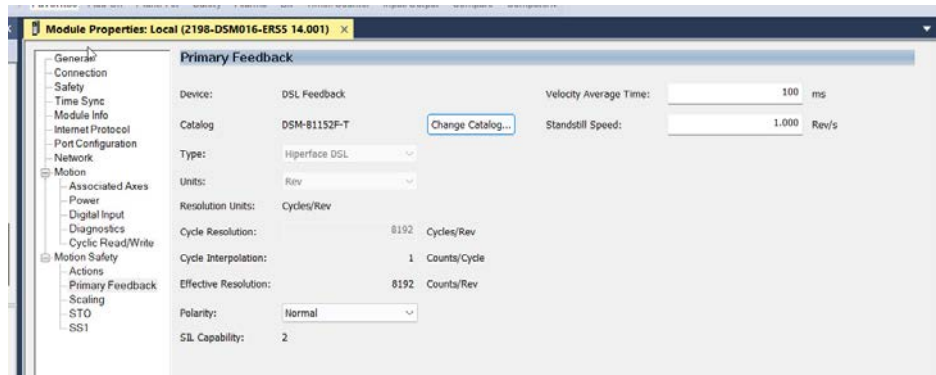 Module Properties: Local (2198-DSM016-ERS5 14.001)
General
Connection
Safety
Time Sync
Module Info
Internet Protocol
Port Configuration
Network
Motion
Associated Axes
Power
Digital Input
Diagnostics
Cyclic Read/Write
Motion Safety
Actions
Primary Feedback
Scaling
STO
SS1
Primary Feedback
Device: DSL Feedback Velocity Average Time: 100 ms
Catalog DSM-81152F-T Change Catalog... Standstill Speed: 1.000 Rev/s
Type: Hiperface DSL
Units: Rev
Resolution Units: Cycles/Rev
Cycle Resolution: 8192 Cycles/Rev
Cycle Interpolation: 1 Counts/Cycle
Effective Resolution: 8192 Counts/Rev
Polarity: Normal
SIL Capability: 2